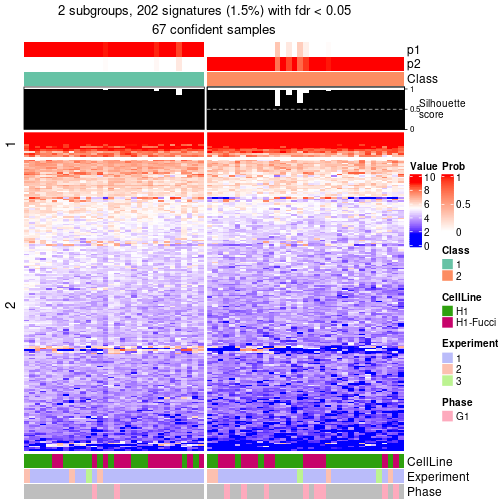 2 subgroups, 202 signatures (1.5%) with fdr < 0.05
67 confident samples
p1
p2
Class
1
0.5
0
Silhouette
score
1
2
Value
10
8
6
4
2
0
Prob
1
0.5
0
Class
1
2
CellLine
H1
H1-Fucci
Experiment
1
2
3
Phase
G1
CellLine
Experiment
Phase